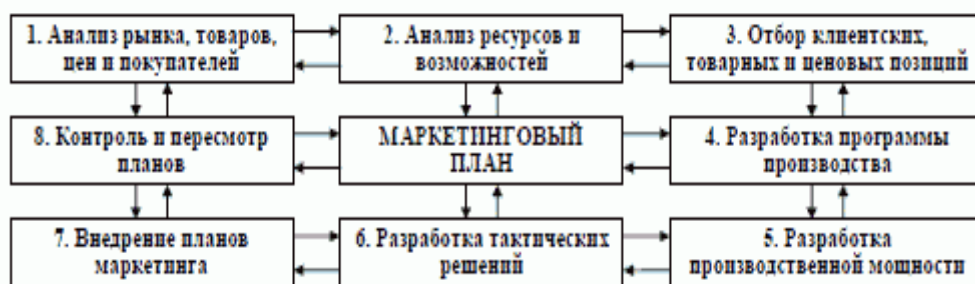 1. Анализ рынка, товаров,
цен и покупателей
2. Анализ ресурсов и
возможностей
3. Отбор клиентских,
товарных и ценовых позиций
8. Контроль и пересмотр
планов
МАРКЕТИНГОВЫЙ
ПЛАН
4. Разработка программы
производства
7. Внедрение планов
маркетинга
6. Разработка тактических
решений
5. Разработка
производственной мощности